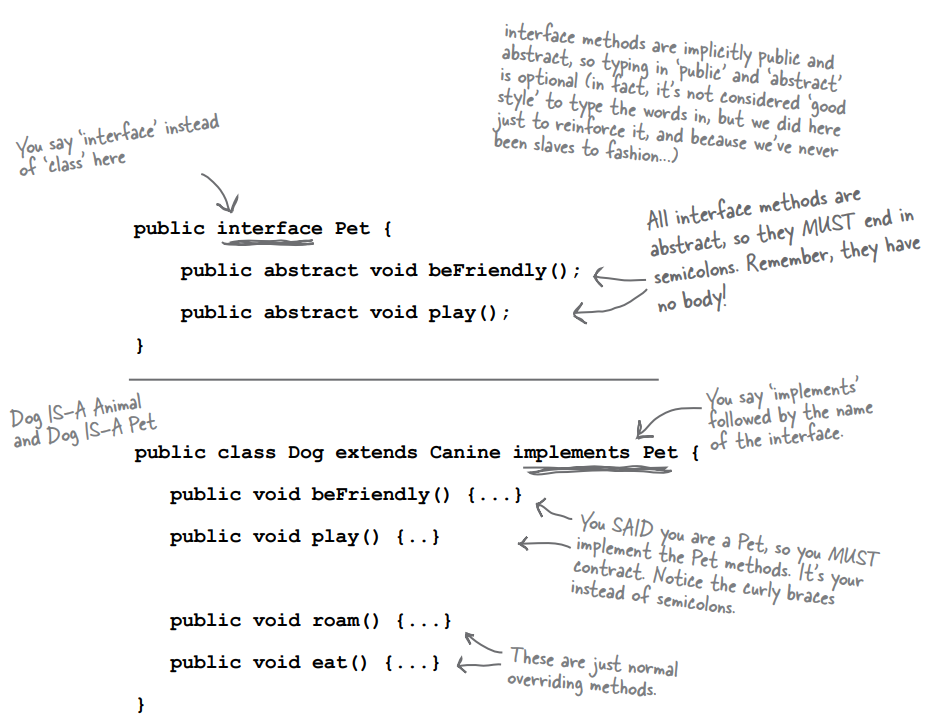 interface methods are implicitly public and
abstract, so typing in 'public' and 'abstract'
is optional (in fact, it's not considered 'good
style' to type the words in, but we did here
just to reinforce it, and because we've never
been slaves to fashion...)
You say 'interface' instead
of 'class' here
public interface Pet {
public abstract void beFriendly();
public abstract void play();
}
All interface methods are
abstract, so they MUST end in
semicolons. Remember, they have
no body!
Dog IS-A Animal
and Dog IS-A Pet
You say 'implements'
followed by the name
of the interface.
public class Dog extends Canine implements Pet {
public void beFriendly() {...}
public void play() {..}
You SAID you are a Pet, so you MUST
implement the Pet methods. It's your
contract. Notice the curly braces
instead of semicolons.
public void roam() {...}
public void eat() {...}
These are just normal
overriding methods.
}